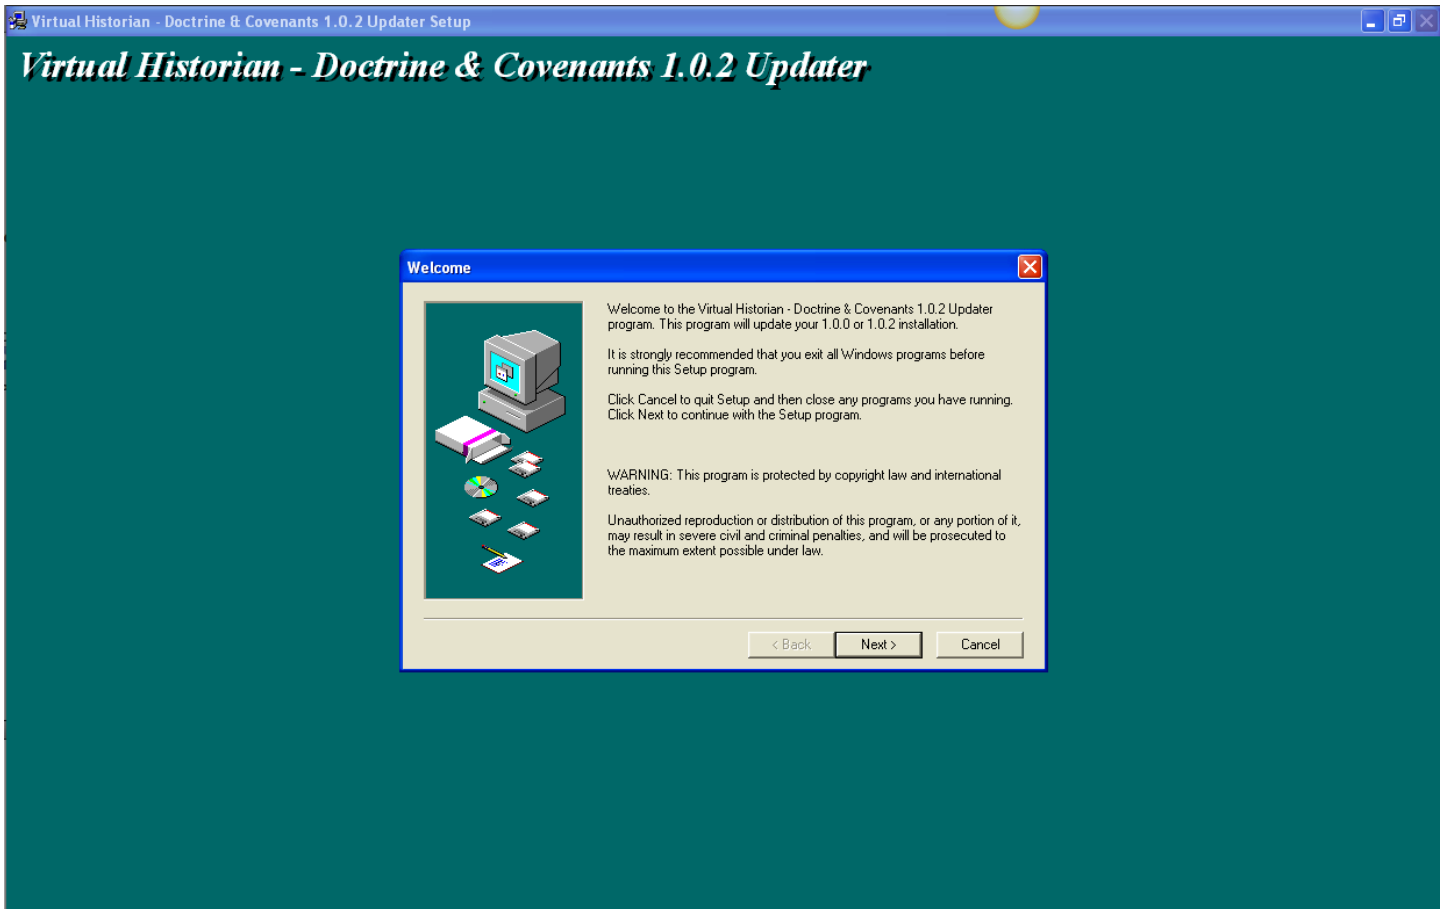 Virtual Historian - Doctrine & Covenants 1.0.2 Updater Setup
Virtual Historian - Doctrine & Covenants 1.0.2 Updater
Welcome
Welcome to the Virtual Historian - Doctrine & Covenants 1.0.2 Updater
program. This program will update your 1.0.0 or 1.0.2 installation.
It is strongly recommended that you exit all Windows programs before
running this Setup program.
Click Cancel to quit Setup and then close any programs you have running.
Click Next to continue with the Setup program.
WARNING: This program is protected by copyright law and international
treaties.
Unauthorized reproduction or distribution of this program, or any portion of it,
may result in severe civil and criminal penalties, and will be prosecuted to
the maximum extent possible under law.
< Back
Next >
Cancel